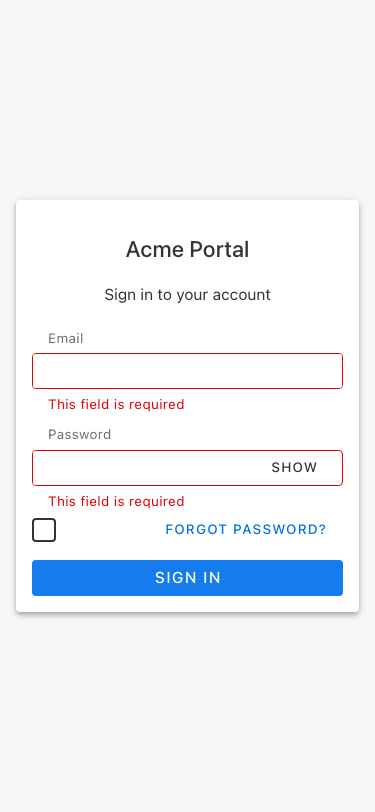 Acme Portal
Sign in to your account
Email
This field is required
Password
SHOW
This field is required
FORGOT PASSWORD?
SIGN IN